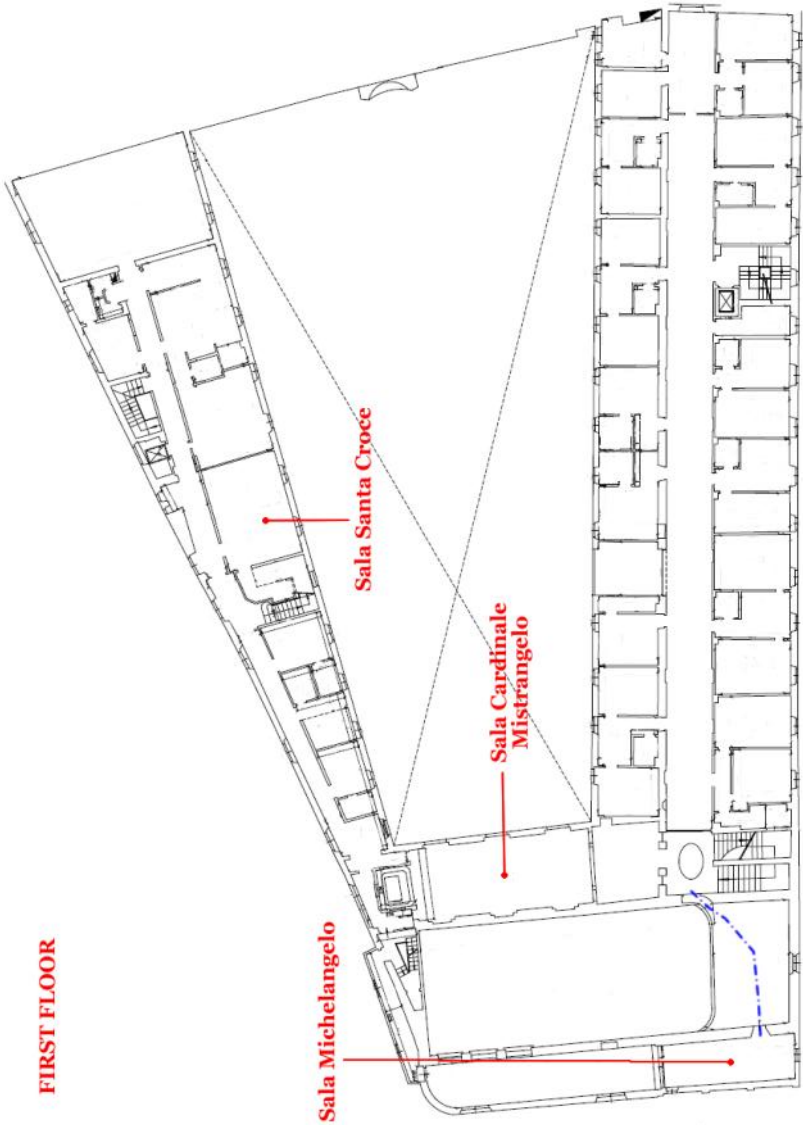 FIRST FLOOR
Sala Michelangelo
Sala Santa Croce
Sala Cardinale
Mistrangelo